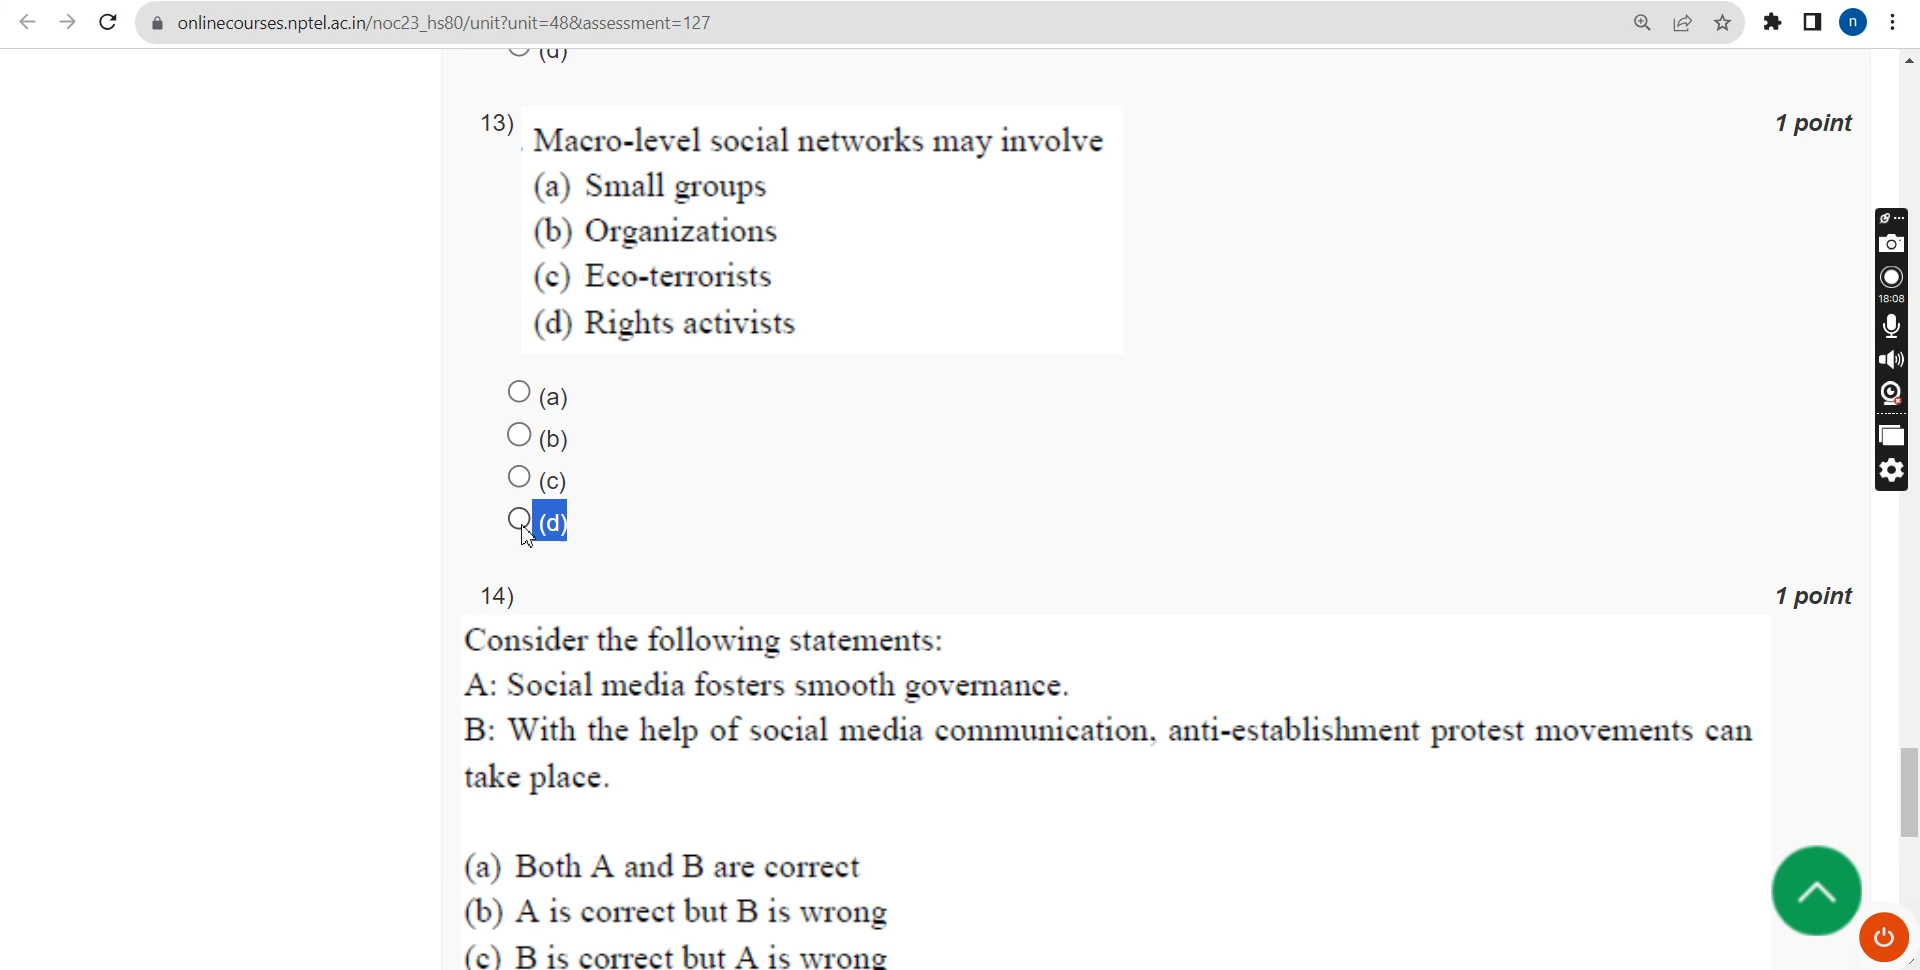 onlinecourses.nptel.ac.in/noc23_hs80/unit?unit=48&assessment=127
n
(d)
13)
1 point
. Macro-level social networks may involve
(a) Small groups
(b) Organizations
(c) Eco-terrorists
(d) Rights activists
(a)
(b)
(c)
(d)
18:08
14)
1 point
Consider the following statements:
A: Social media fosters smooth governance.
B: With the help of social media communication, anti-establishment protest movements can
take place.
(a) Both A and B are correct
(b) A is correct but B is wrong
(c) B is correct but A is wrong